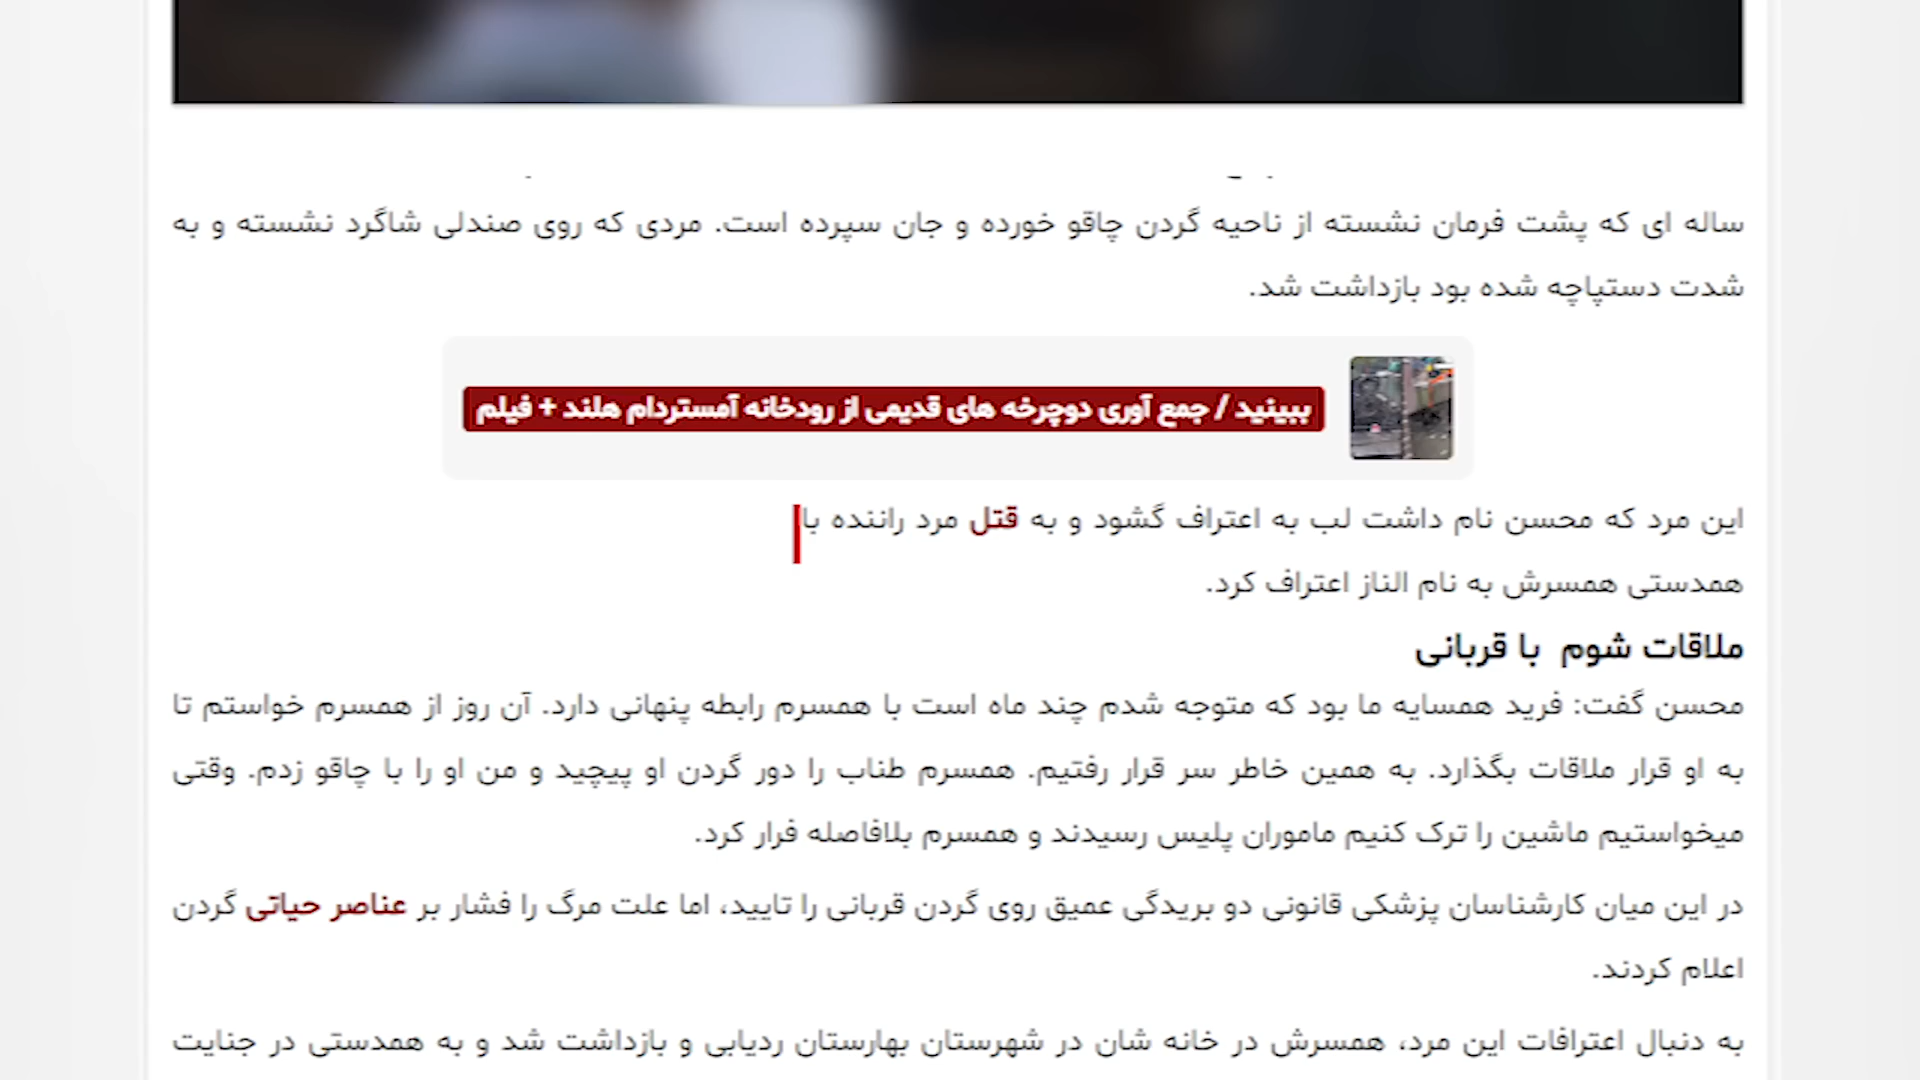 ساله ای که پشت فرمان نشسته از ناحیه گردن چاقو خورده و جان سپرده است. مردی که روی صندلی شاگرد نشسته و به
شدت دستپاچه شده بود بازداشت شد.
ببینید / جمع آوری دوچرخه های قدیمی از رودخانه آمستردام هلند + فیلم
این مرد که محسن نام داشت لب به اعتراف گشود و به قتل مرد راننده با
همدستی همسرش به نام الناز اعتراف کرد.
ملاقات شوم با قربانی
محسن گفت: فرید همسایه ما بود که متوجه شدم چند ماه است با همسرم رابطه پنهانی دارد. آن روز از همسرم خواستم تا
به او قرار ملاقات بگذارد. به همین خاطر سر قرار رفتیم. همسرم طناب را دور گردن او پیچید و من او را با چاقو زدم. وقتی
میخواستیم ماشین را ترک کنیم ماموران پلیس رسیدند و همسرم بلافاصله فرار کرد.
در این میان کارشناسان پزشکی قانونی دو بریدگی عمیق روی گردن قربانی را تایید، اما علت مرگ را فشار بر عناصر حیاتی گردن
اعلام کردند.
به دنبال اعترافات این مرد، همسرش در خانه شان در شهرستان بهارستان ردیابی و بازداشت شد و به همدستی در جنایت